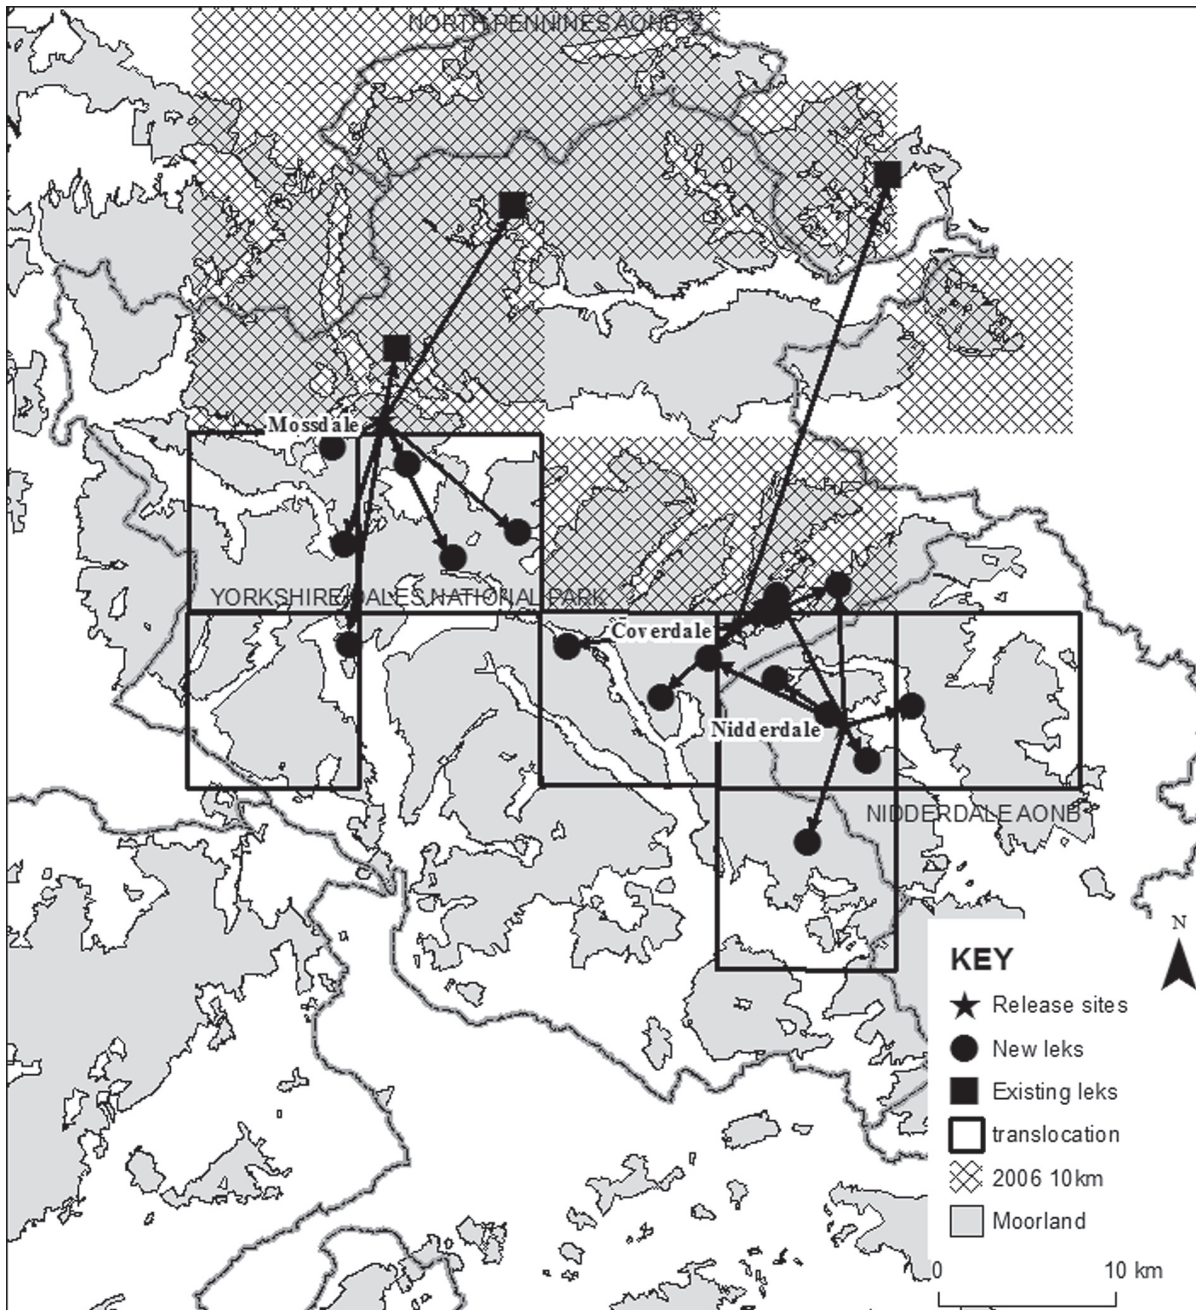 NORTH PENNINES AONB
Mossdale
YORKSHIRE DALES NATIONAL PARK
Coverdale
Nidderdale
NIDDERDALE AONB
N
KEY
Release sites
New leks
Existing leks
translocation
2006 10km
Moorland
0 10 km